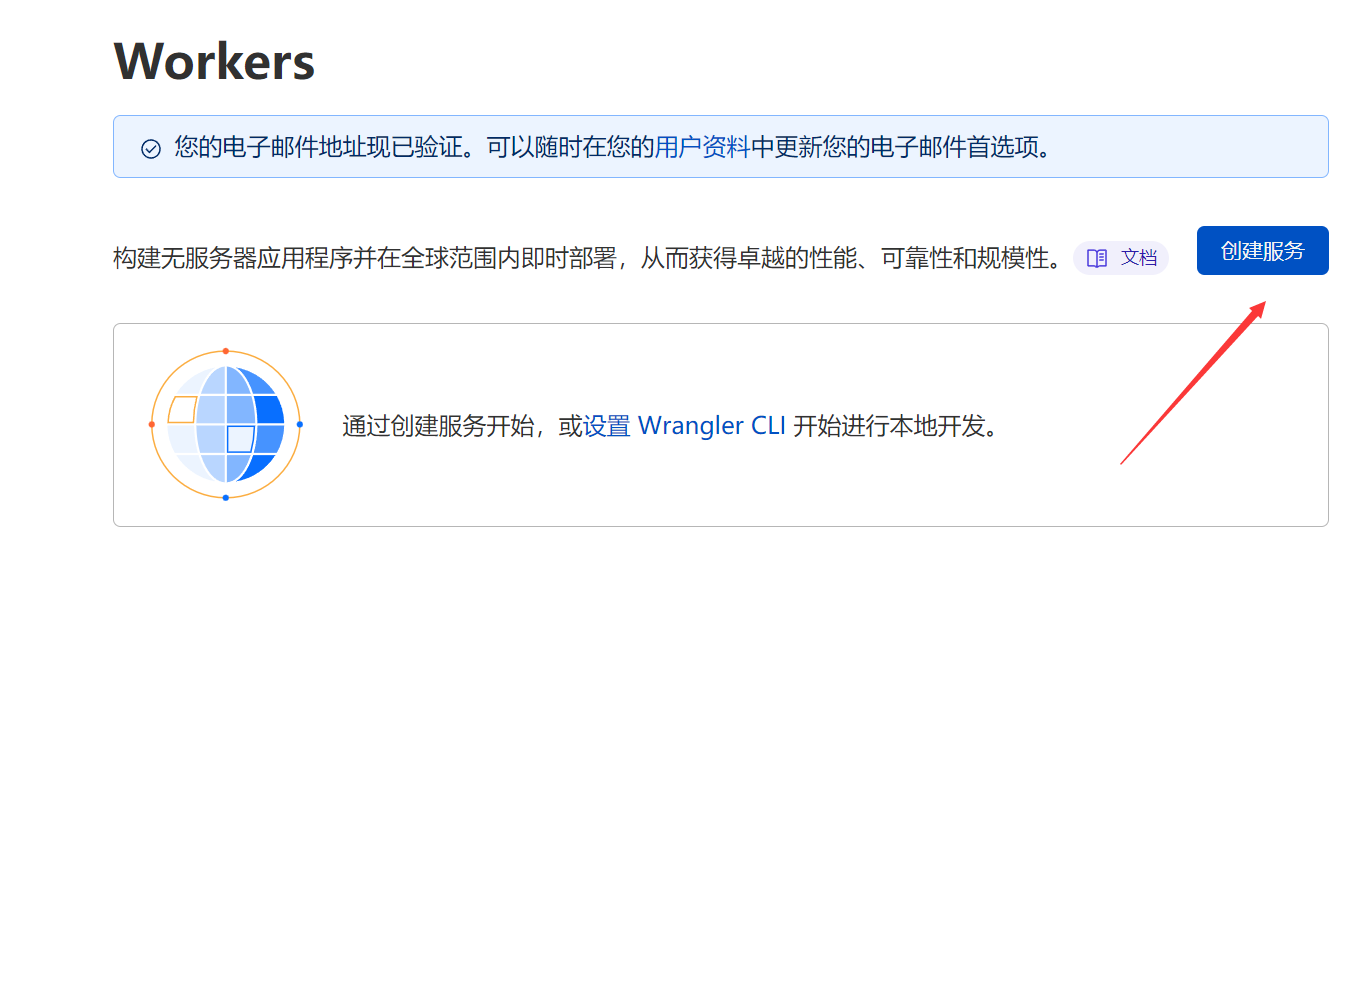 Workers
您的电子邮件地址现已验证。可以随时在您的用户资料中更新您的电子邮件首选项。
构建无服务器应用程序并在全球范围内即时部署，从而获得卓越的性能、可靠性和规模性。 文档 创建服务
通过创建服务开始，或设置 Wrangler CLI 开始进行本地开发。